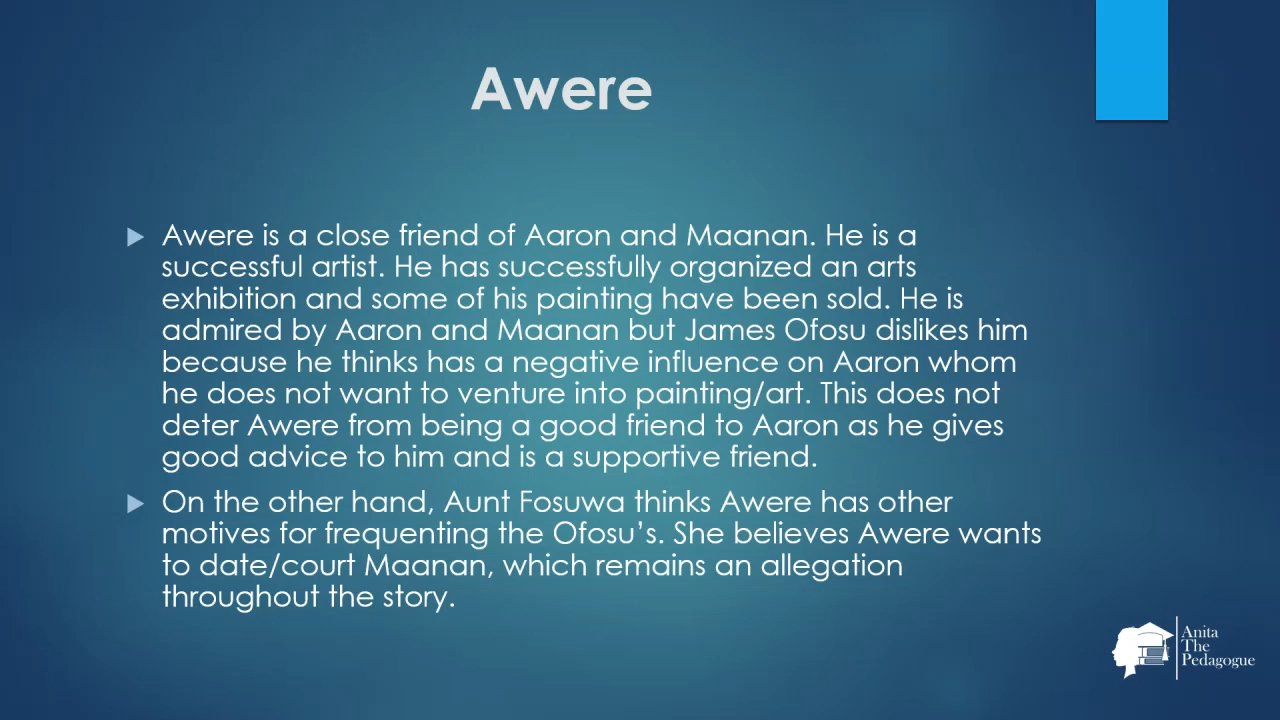 Awere
Awere is a close friend of Aaron and Maanan. He is a
successful artist. He has successfully organized an arts
exhibition and some of his painting have been sold. He is
admired by Aaron and Maanan but James Ofosu dislikes him
because he thinks has a negative influence on Aaron whom
he does not want to venture into painting/art. This does not
deter Awere from being a good friend to Aaron as he gives
good advice to him and is a supportive friend.
On the other hand, Aunt Fosuwa thinks Awere has other
motives for frequenting the Ofosu’s. She believes Awere wants
to date/court Maanan, which remains an allegation
throughout the story.
Anita
The
Pedagogue